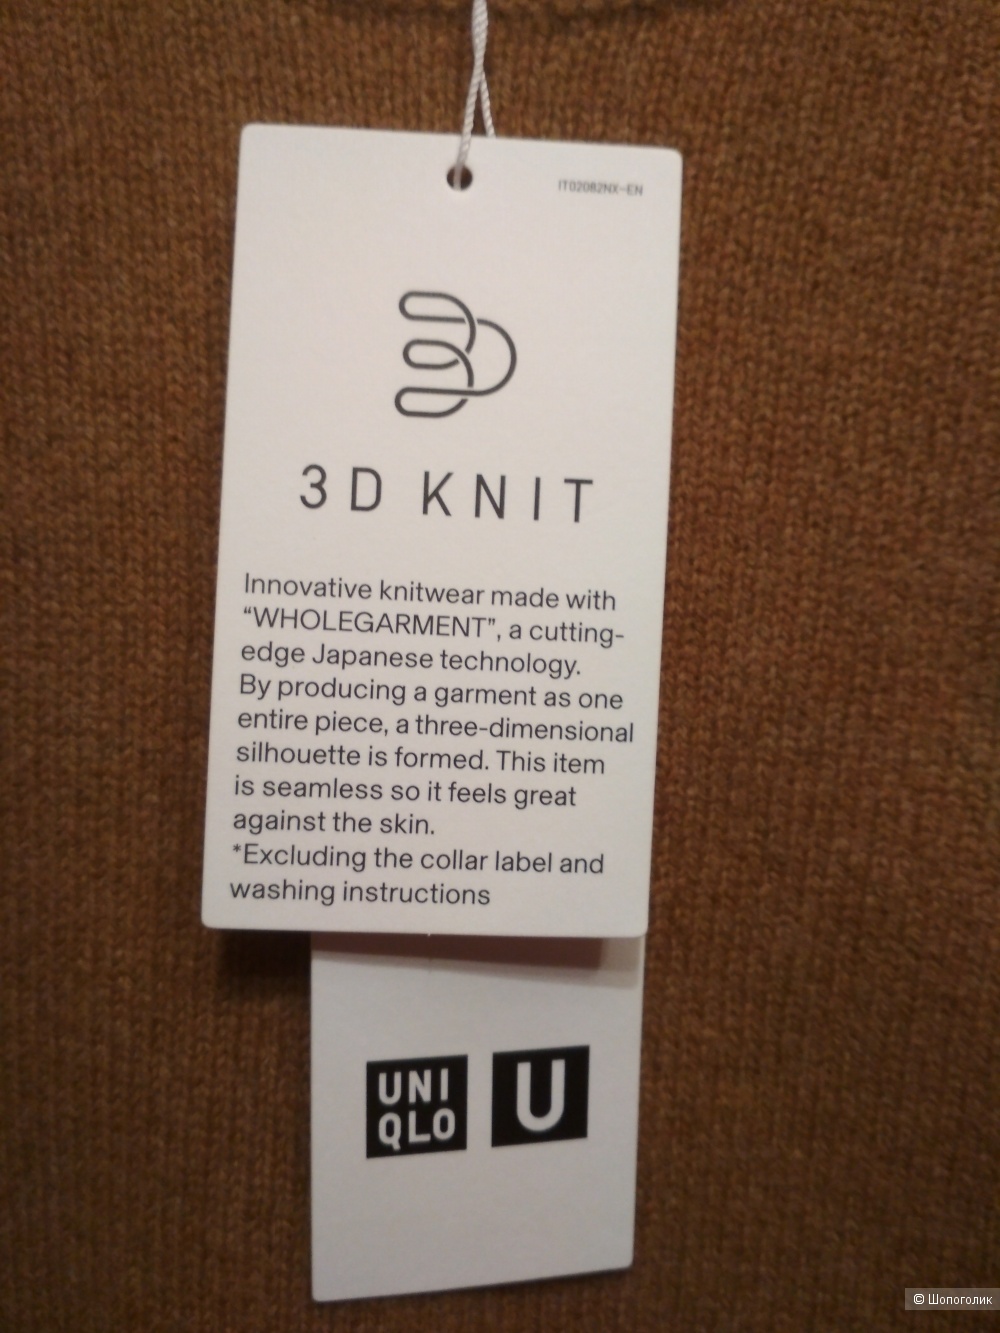 IT02082NX-EN
3D KNIT
Innovative knitwear made with
“WHOLEGARMENT”, a cutting-
edge Japanese technology.
By producing a garment as one
entire piece, a three-dimensional
silhouette is formed. This item
is seamless so it feels great
against the skin.
*Excluding the collar label and
washing instructions
UNI
QLO
U
© Шопоголик